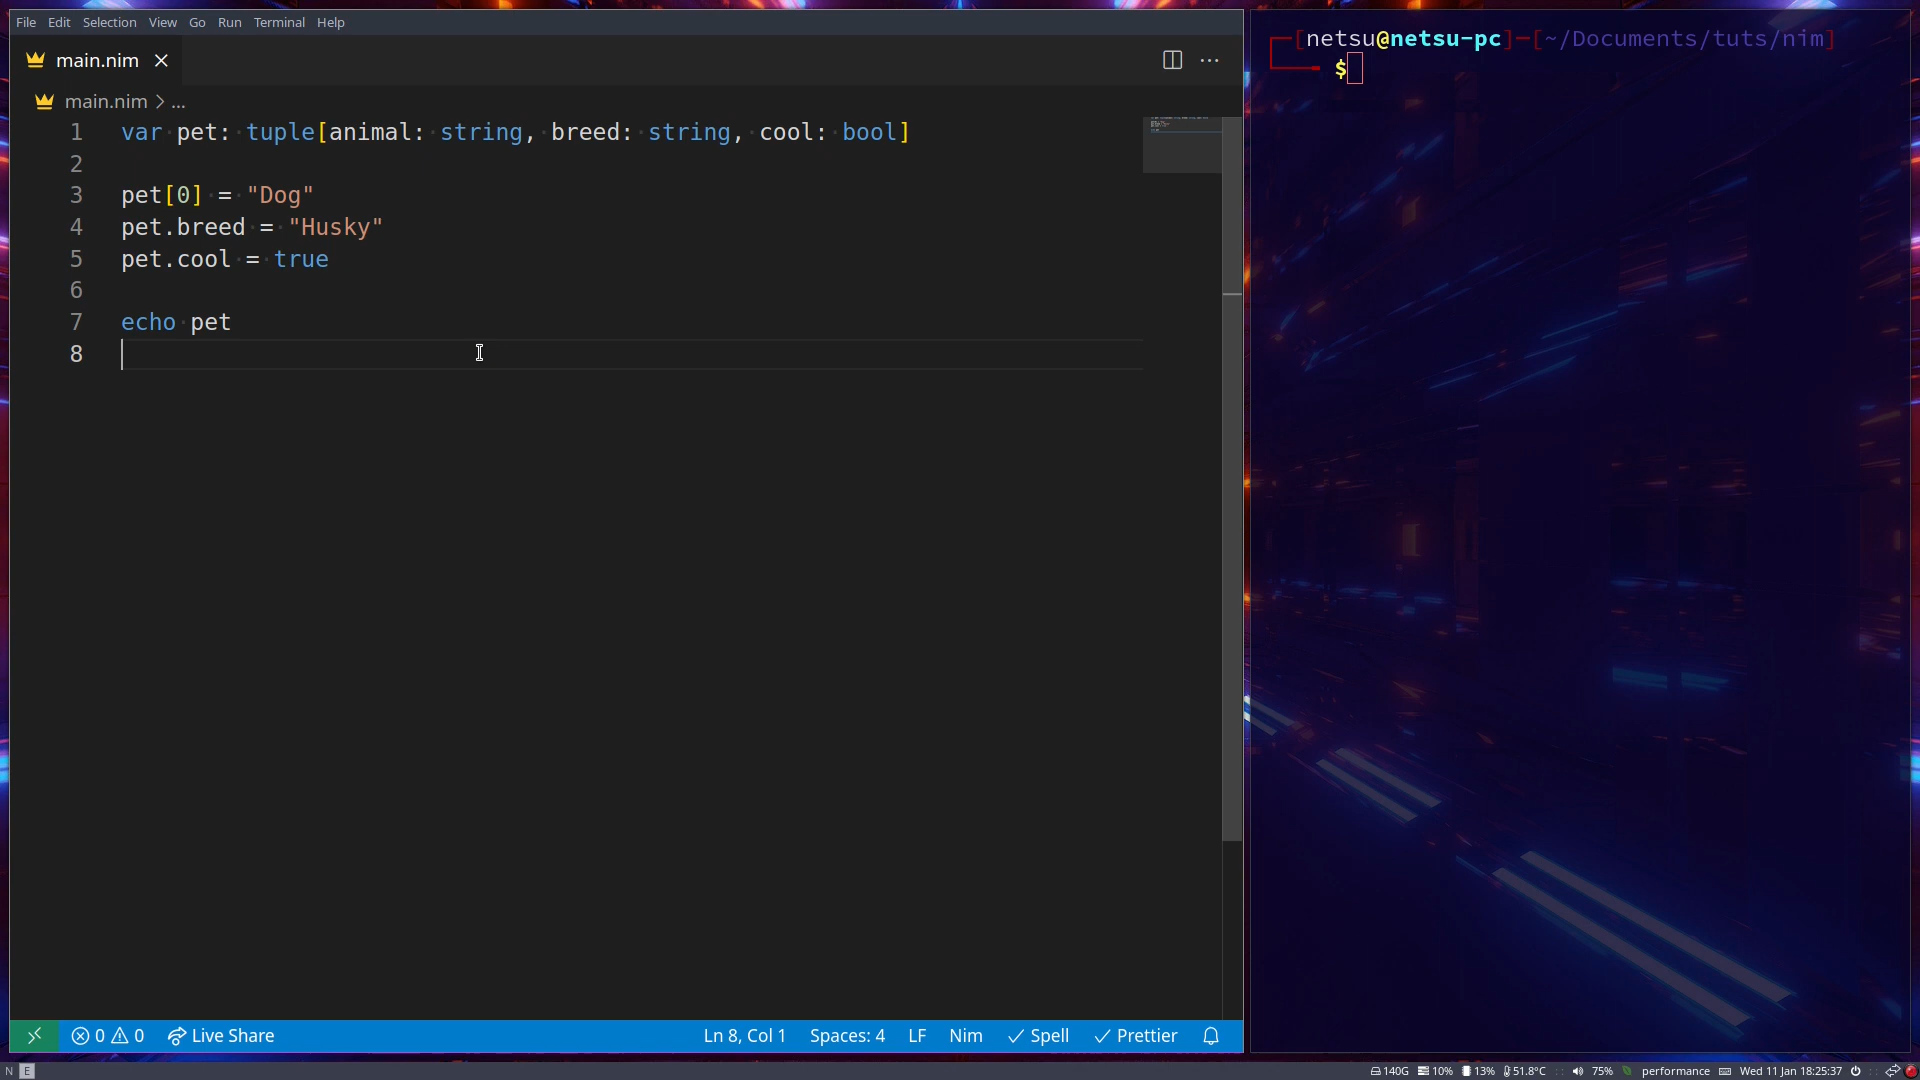 File Edit Selection View Go Run Terminal Help
main.nim
main.nim > ...
1 var pet: tuple[animal: string, breed: string, cool: bool]
2
3 pet[0] = "Dog"
4 pet.breed = "Husky"
5 pet.cool = true
6
7 echo pet
8
0 0 Live Share Ln 8, Col 1 Spaces: 4 LF Nim Spell Prettier
[netsu@netsu-pc]-[~/Documents/tuts/nim]
$
N E 140G 10% 13% 51.8°C 75% performance Wed 11 Jan 18:25:37